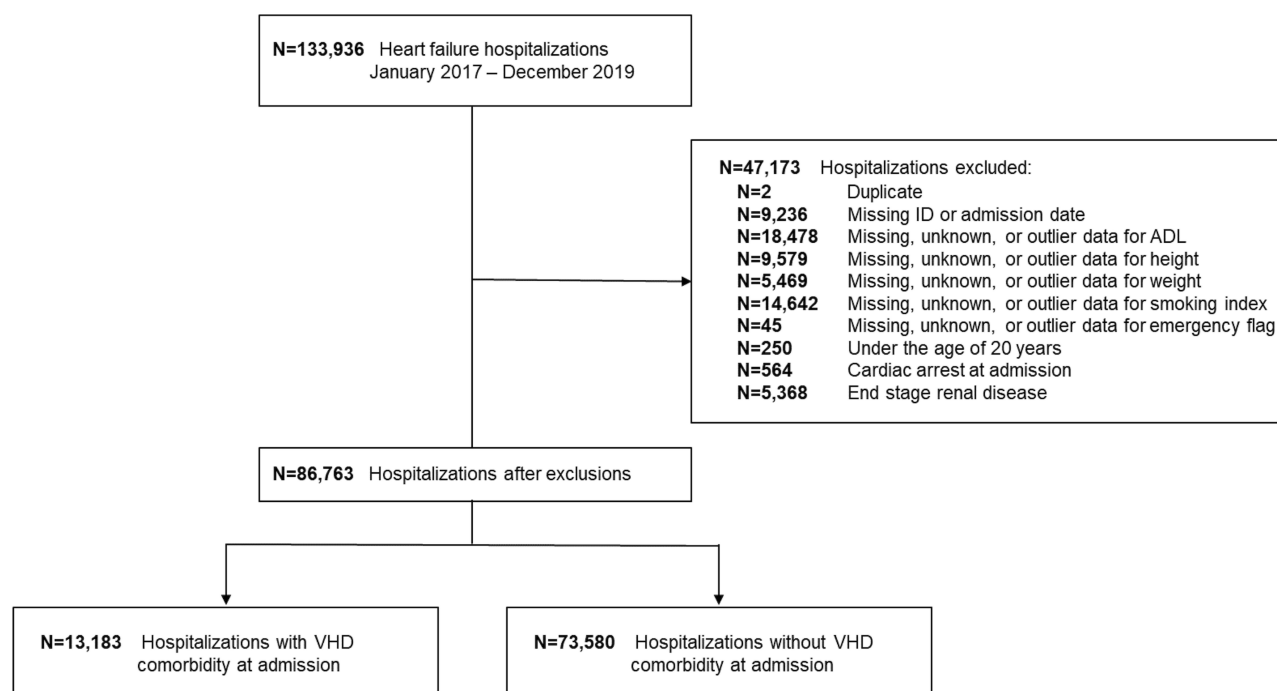 N=133,936 Heart failure hospitalizations
January 2017 – December 2019
N=47,173 Hospitalizations excluded:
N=2 Duplicate
N=9,236 Missing ID or admission date
N=18,478 Missing, unknown, or outlier data for ADL
N=9,579 Missing, unknown, or outlier data for height
N=5,469 Missing, unknown, or outlier data for weight
N=14,642 Missing, unknown, or outlier data for smoking index
N=45 Missing, unknown, or outlier data for emergency flag
N=250 Under the age of 20 years
N=564 Cardiac arrest at admission
N=5,368 End stage renal disease
N=86,763 Hospitalizations after exclusions
N=13,183 Hospitalizations with VHD
comorbidity at admission
N=73,580 Hospitalizations without VHD
comorbidity at admission